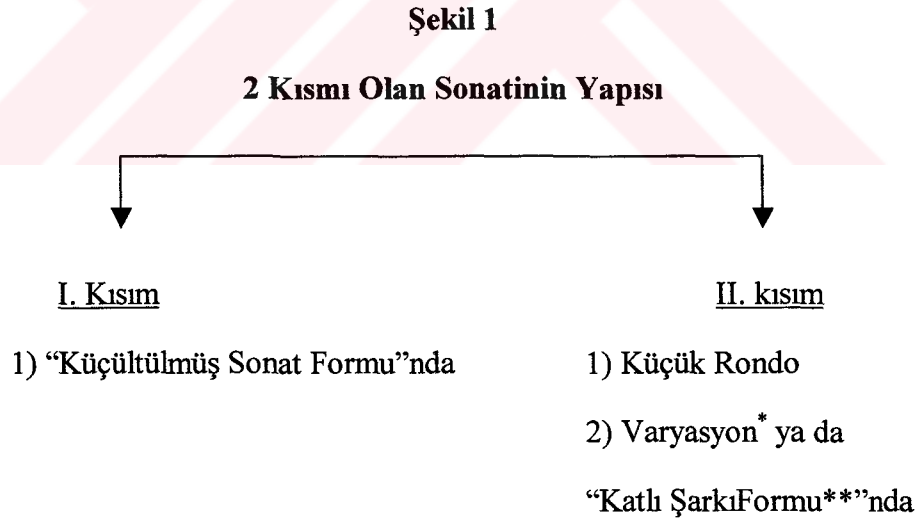 Şekil 1
2 Kısmı Olan Sonatinin Yapısı
I. Kısım
II. kısım
1) “Küçültülmüş Sonat Formu”nda
1) Küçük Rondo
2) Varyasyon* ya da
“Katlı ŞarkıFormu**”nda